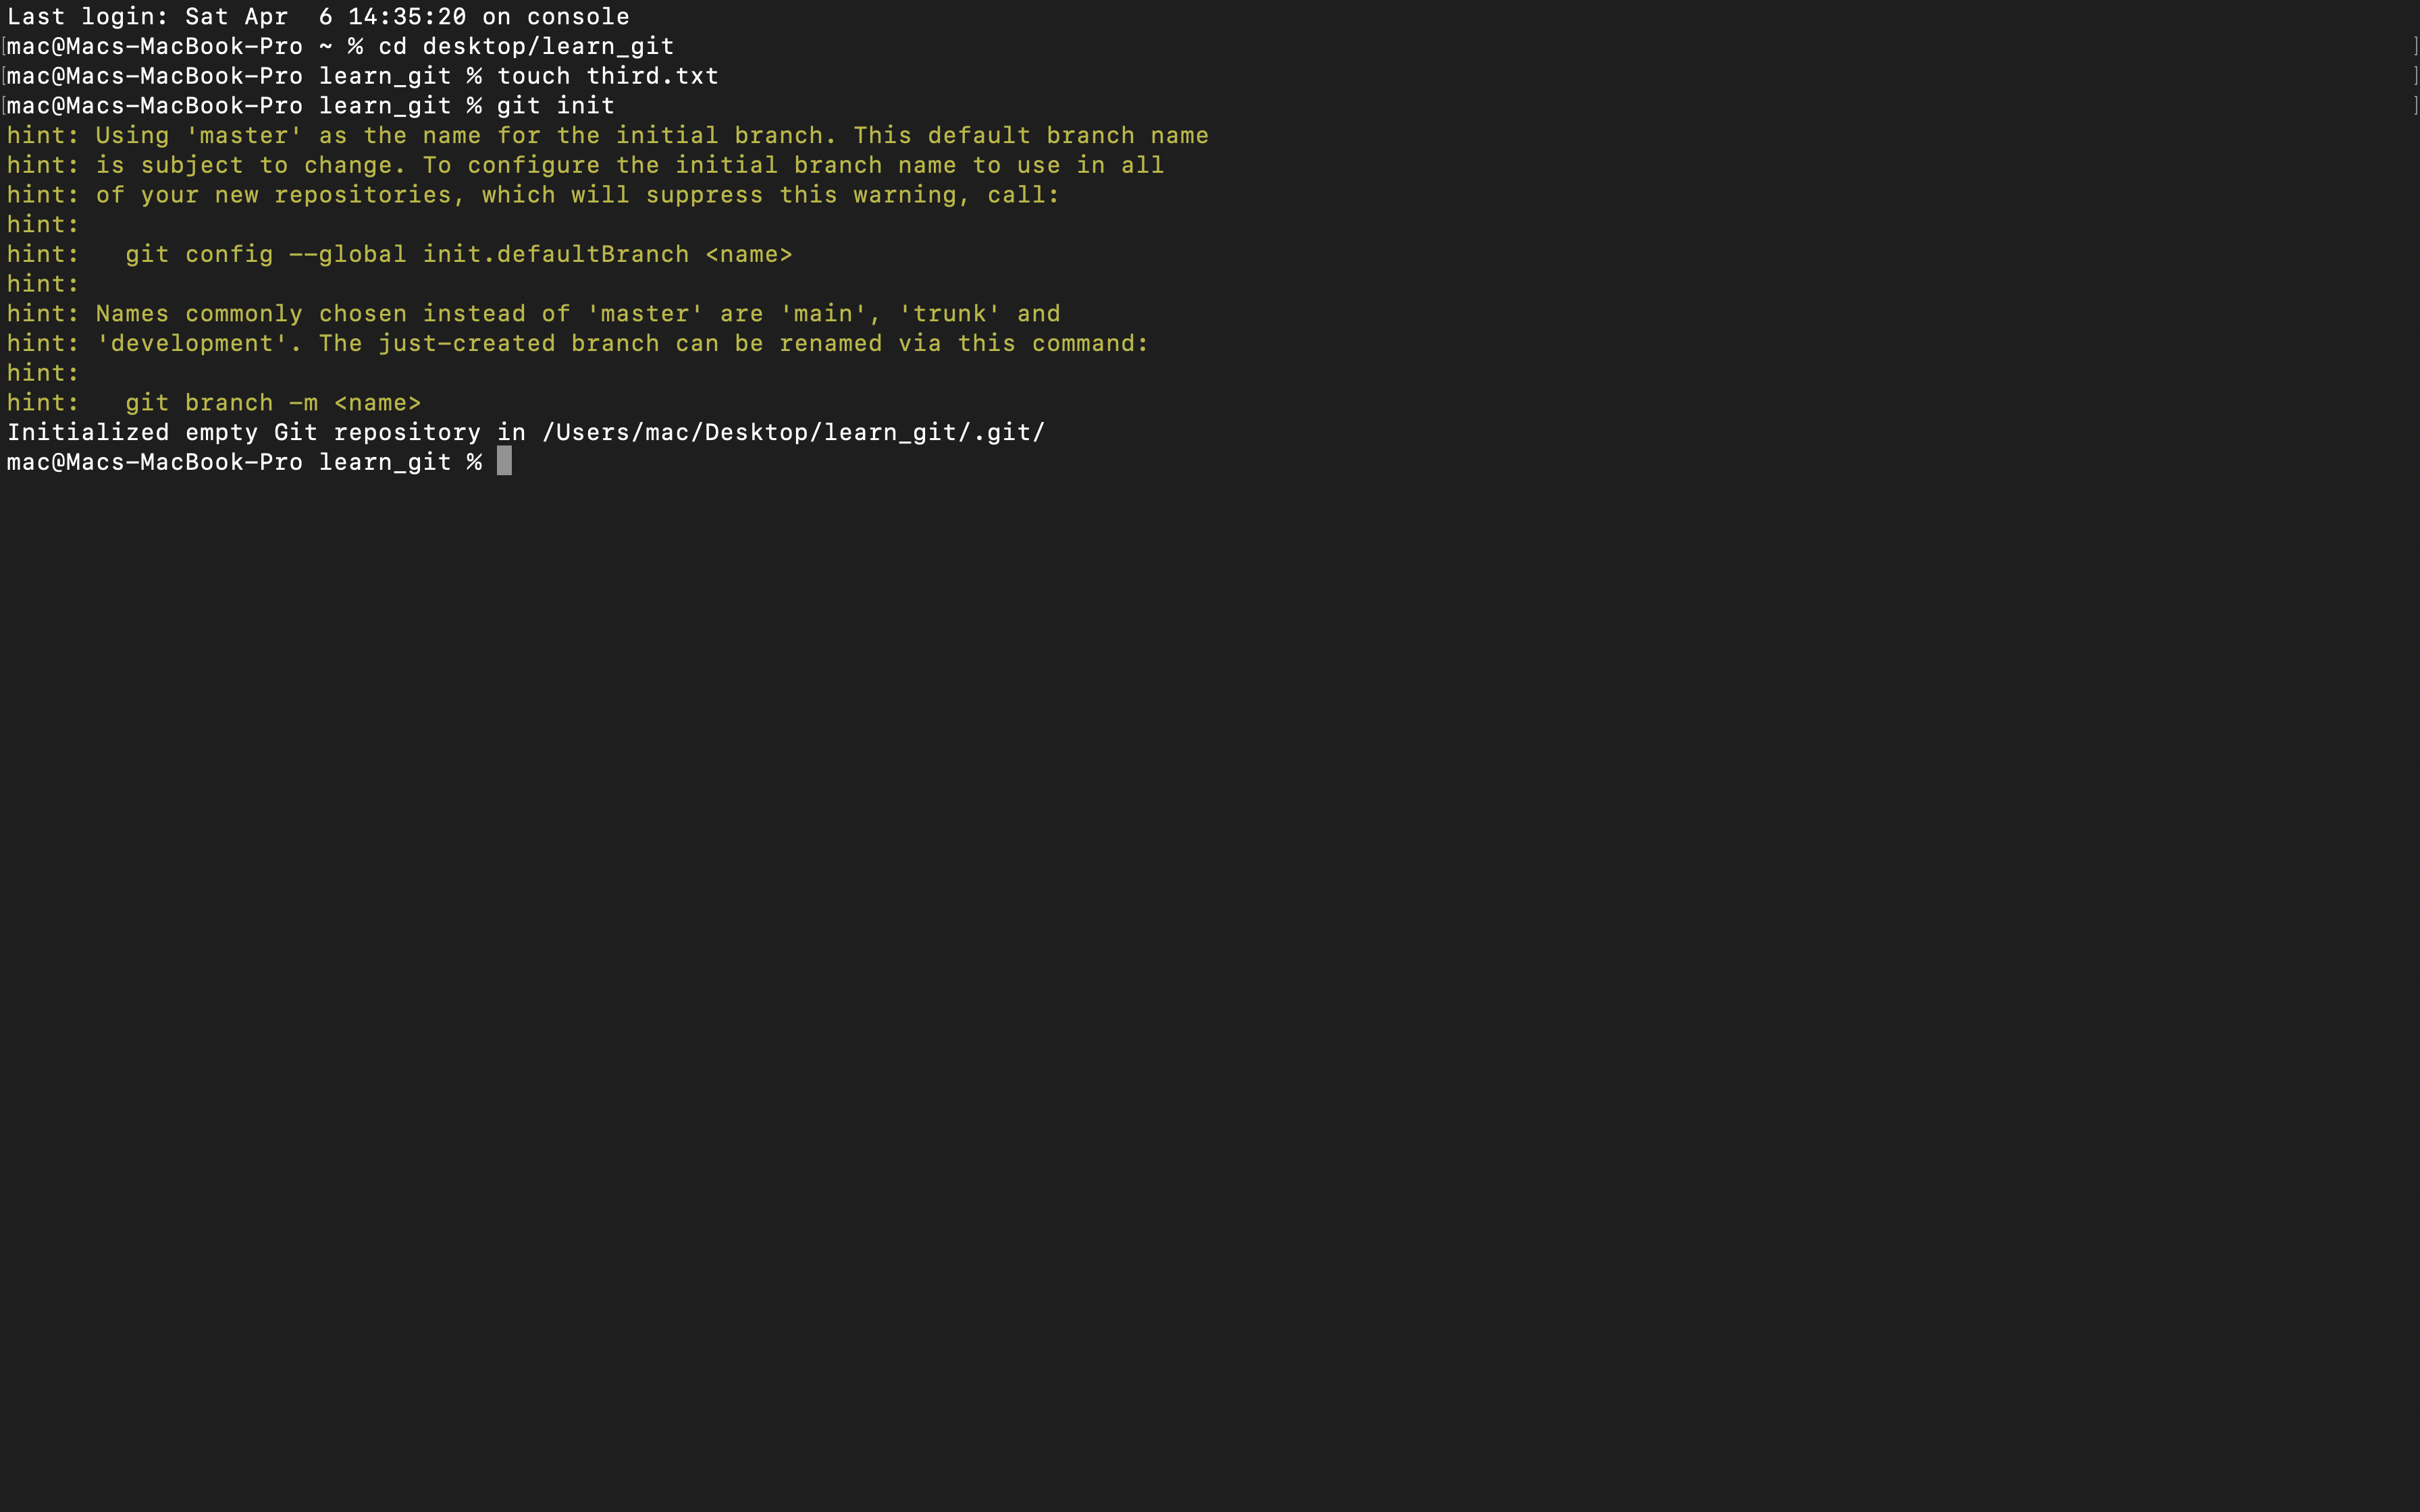 Last login: Sat Apr  6 14:35:20 on console
[mac@Macs-MacBook-Pro ~ % cd desktop/learn_git ]
[mac@Macs-MacBook-Pro learn_git % touch third.txt ]
[mac@Macs-MacBook-Pro learn_git % git init ]
hint: Using 'master' as the name for the initial branch. This default branch name
hint: is subject to change. To configure the initial branch name to use in all
hint: of your new repositories, which will suppress this warning, call:
hint:
hint:   git config --global init.defaultBranch <name>
hint:
hint: Names commonly chosen instead of 'master' are 'main', 'trunk' and
hint: 'development'. The just-created branch can be renamed via this command:
hint:
hint:   git branch -m <name>
Initialized empty Git repository in /Users/mac/Desktop/learn_git/.git/
mac@Macs-MacBook-Pro learn_git %